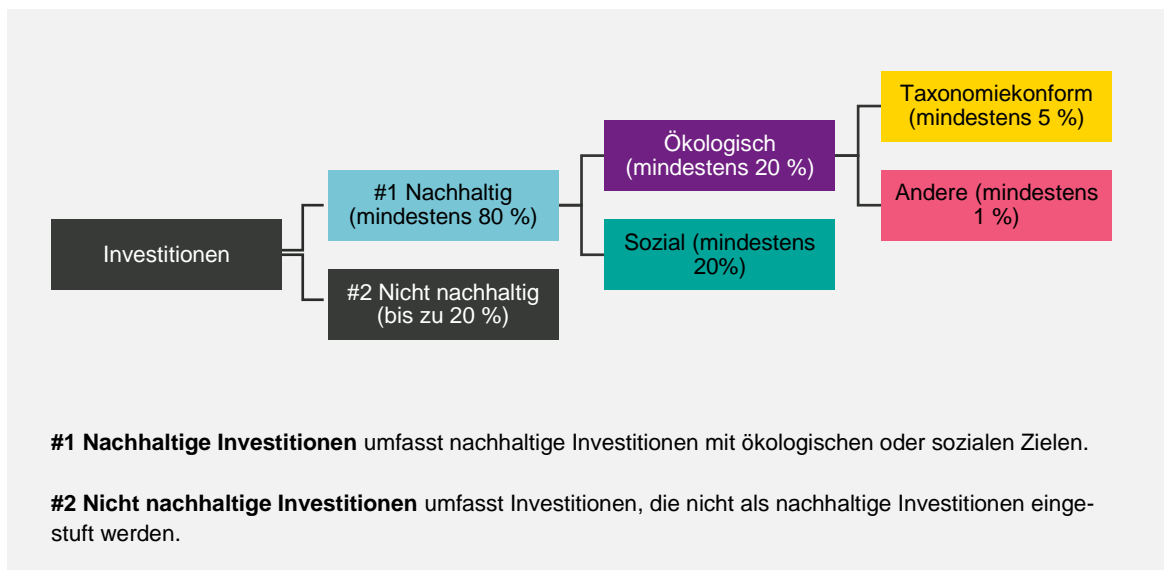 Investitionen
#1 Nachhaltig
(mindestens 80 %)
#2 Nicht nachhaltig
(bis zu 20 %)
Ökologisch
(mindestens 20 %)
Sozial (mindestens
20%)
Taxonomiekonform
(mindestens 5 %)
Andere (mindestens
1 %)
#1 Nachhaltige Investitionen umfasst nachhaltige Investitionen mit ökologischen oder sozialen Zielen.
#2 Nicht nachhaltige Investitionen umfasst Investitionen, die nicht als nachhaltige Investitionen einge-
stuft werden.